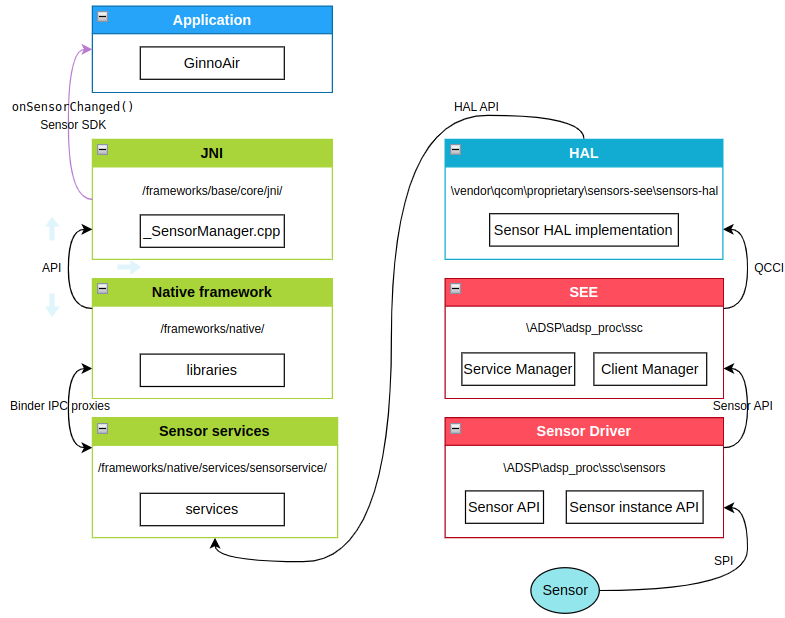 Application
GinnoAir
onSensorChanged()
Sensor SDK
JNI
/frameworks/base/core/jni/
_SensorManager.cpp
API
Native framework
/frameworks/native/
libraries
Binder IPC proxies
Sensor services
/frameworks/native/services/sensorservice/
services
HAL API
HAL
\vendor\qcom\proprietary\sensors-see\sensors-hal
Sensor HAL implementation
QCCI
SEE
\ADSP\adsp_proc\ssc
Service Manager
Client Manager
Sensor API
Sensor Driver
\ADSP\adsp_proc\ssc\sensors
Sensor API
Sensor instance API
SPI
Sensor